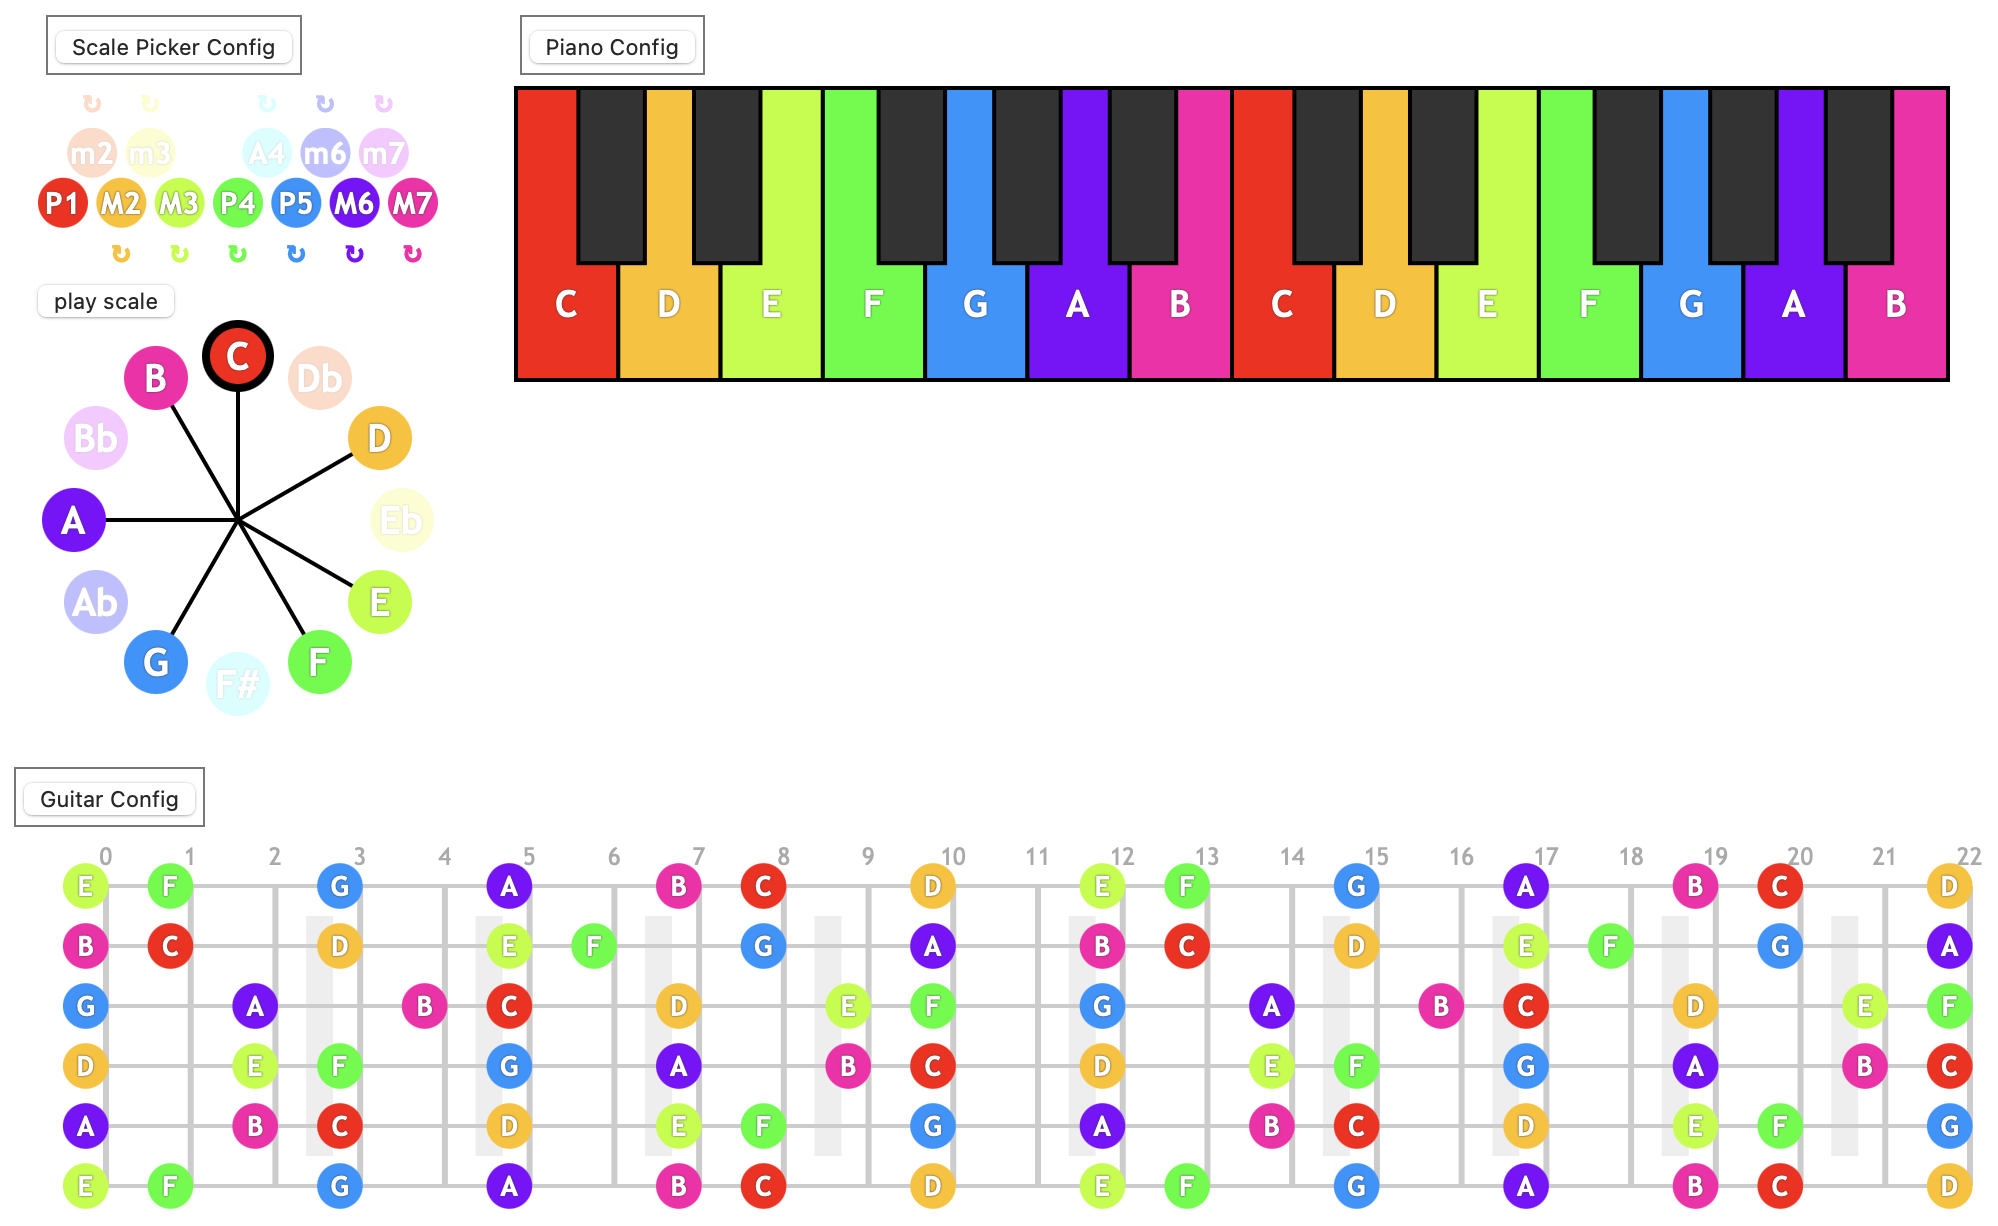 Scale Picker Config
Piano Config
m2 m3 A4 m6 m7
P1 M2 M3 P4 P5 M6 M7
play scale
C D E F G A B C D E F G A B
C
B Db
Bb D
A Eb
Ab E
G F
F#
Guitar Config
0 1 2 3 4 5 6 7 8 9 10 11 12 13 14 15 16 17 18 19 20 21 22
E F G A B C D E F G A B C D
B C D E F G A B C D E F G A
G A B C D E F G A B C D E F
D E F G A B C D E F G A B C
A B C D E F G A B C D E F G
E F G A B C D E F G A B C D